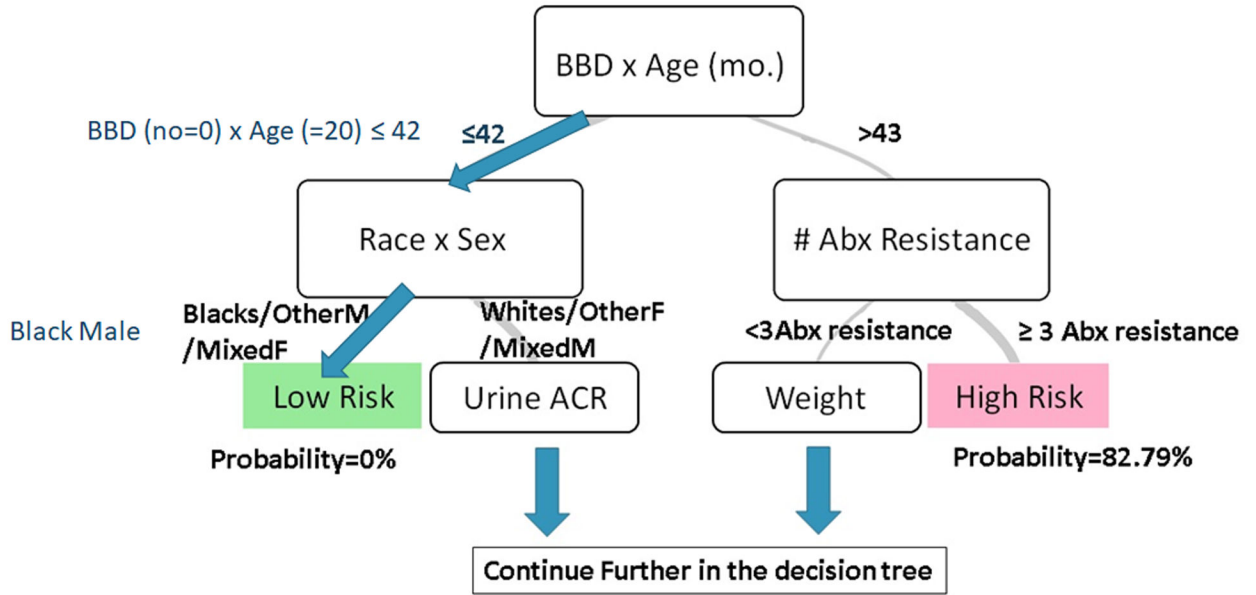 BBD x Age (mo.)
BBD (no=0) x Age (=20) ≤ 42
≤42
>43
Race x Sex
# Abx Resistance
Black Male
Blacks/OtherM
/MixedF
Whites/OtherF
/MixedM
<3Abx resistance
≥ 3 Abx resistance
Low Risk
Urine ACR
Weight
High Risk
Probability=0%
Probability=82.79%
Continue Further in the decision tree